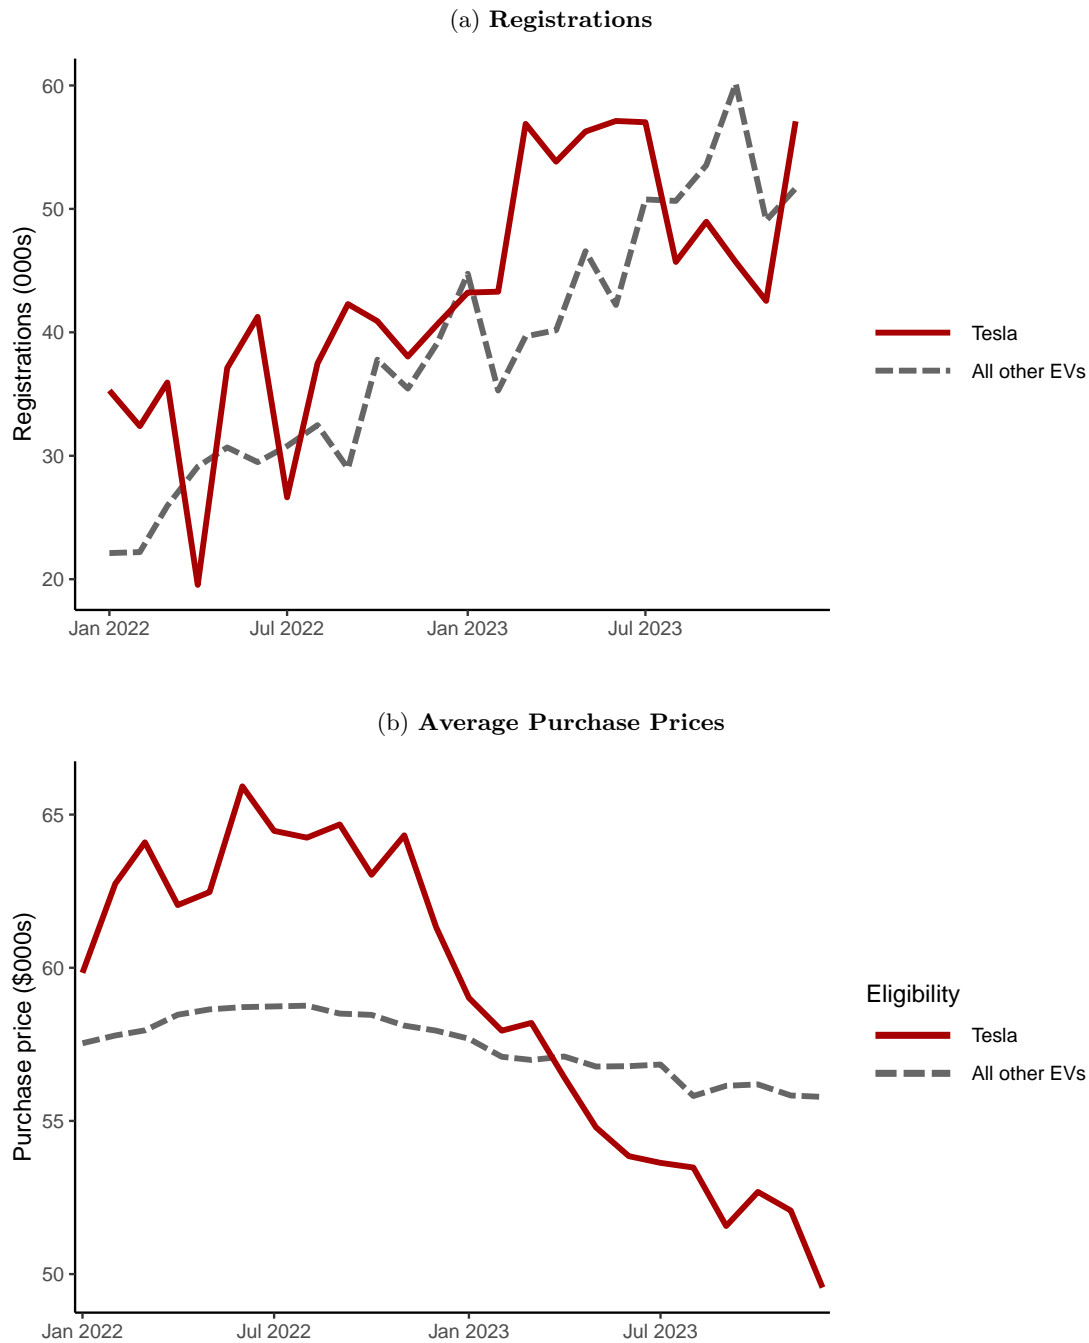 (a) Registrations
Registrations (000s)
60
50
40
30
20
Jan 2022 Jul 2022 Jan 2023 Jul 2023
Tesla
All other EVs
(b) Average Purchase Prices
Purchase price ($000s)
65
60
55
50
Jan 2022 Jul 2022 Jan 2023 Jul 2023
Eligibility
Tesla
All other EVs